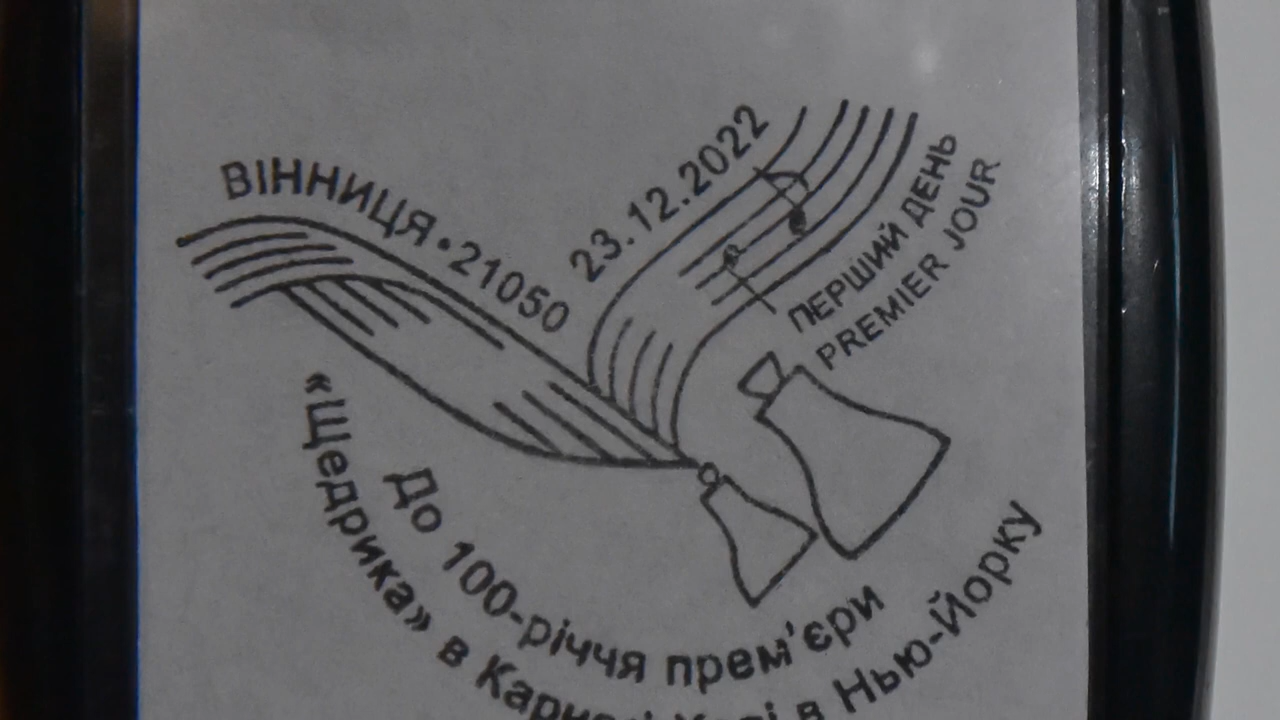 ВІННИЦЯ • 21050
23.12.2022
ПЕРШИЙ ДЕНЬ
PREMIER JOUR
До 100-річчя прем'єри
«Щедрика» в в Нью-Йорку